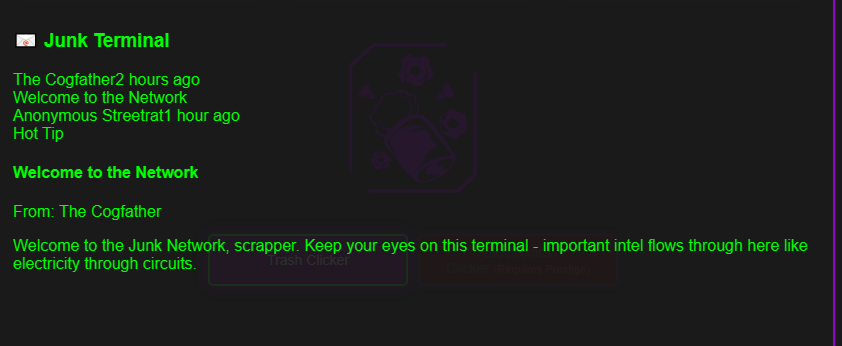 Junk Terminal
The Cogfather2 hours ago
Welcome to the Network
Anonymous Streetrat1 hour ago
Hot Tip
Welcome to the Network
From: The Cogfather
Welcome to the Junk Network, scrapper. Keep your eyes on this terminal - important intel flows through here like
electricity through circuits.
Trash Clicker